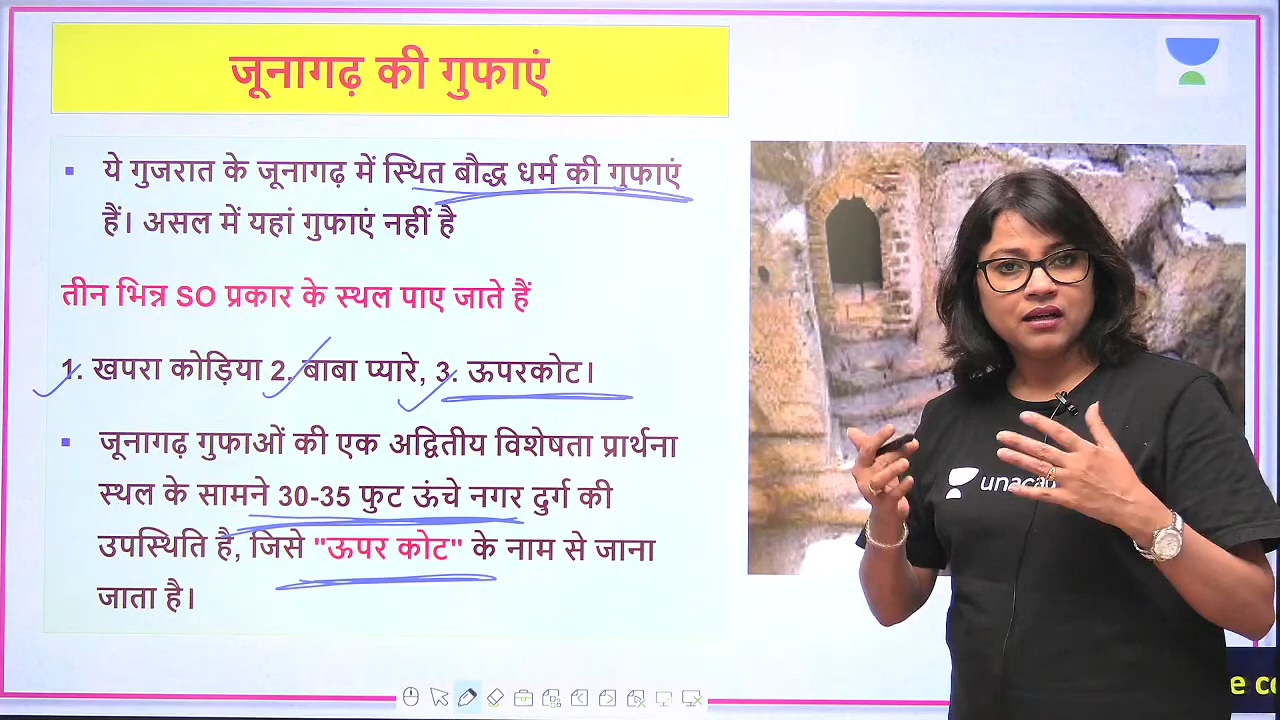 जूनागढ़ की गुफाएं
ये गुजरात के जूनागढ़ में स्थित बौद्ध धर्म की गुफाएं
हैं। असल में यहां गुफाएं नहीं है
तीन भिन्न SO प्रकार के स्थल पाए जाते हैं
1. खपरा कोड़िया 2. बाबा प्यारे, 3. ऊपरकोट।
जूनागढ़ गुफाओं की एक अद्वितीय विशेषता प्रार्थना
स्थल के सामने 30-35 फुट ऊंचे नगर दुर्ग की
उपस्थिति है, जिसे "ऊपर कोट" के नाम से जाना
जाता है।